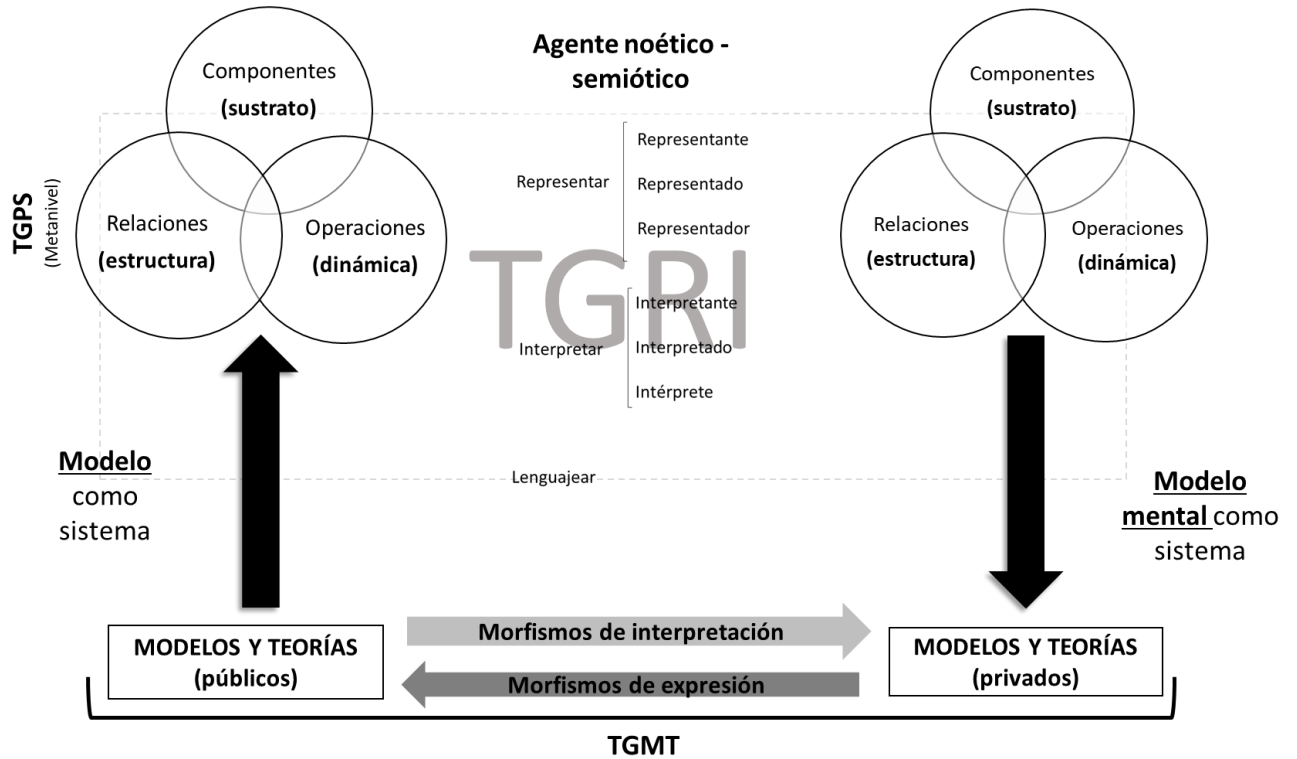 Agente noético -
semiótico
TGPS
(Metanivel)
Componentes
(sustrato)
Relaciones
(estructura)
Operaciones
(dinámica)
Representar
Representante
Representado
Representador
TGRI
Interpretar
Interpretante
Interpretado
Intérprete
Lenguajear
Componentes
(sustrato)
Relaciones
(estructura)
Operaciones
(dinámica)
Modelo
como
sistema
Modelo
mental como
sistema
MODELOS Y TEORÍAS
(públicos)
Morfismos de interpretación
Morfismos de expresión
MODELOS Y TEORÍAS
(privados)
TGMT